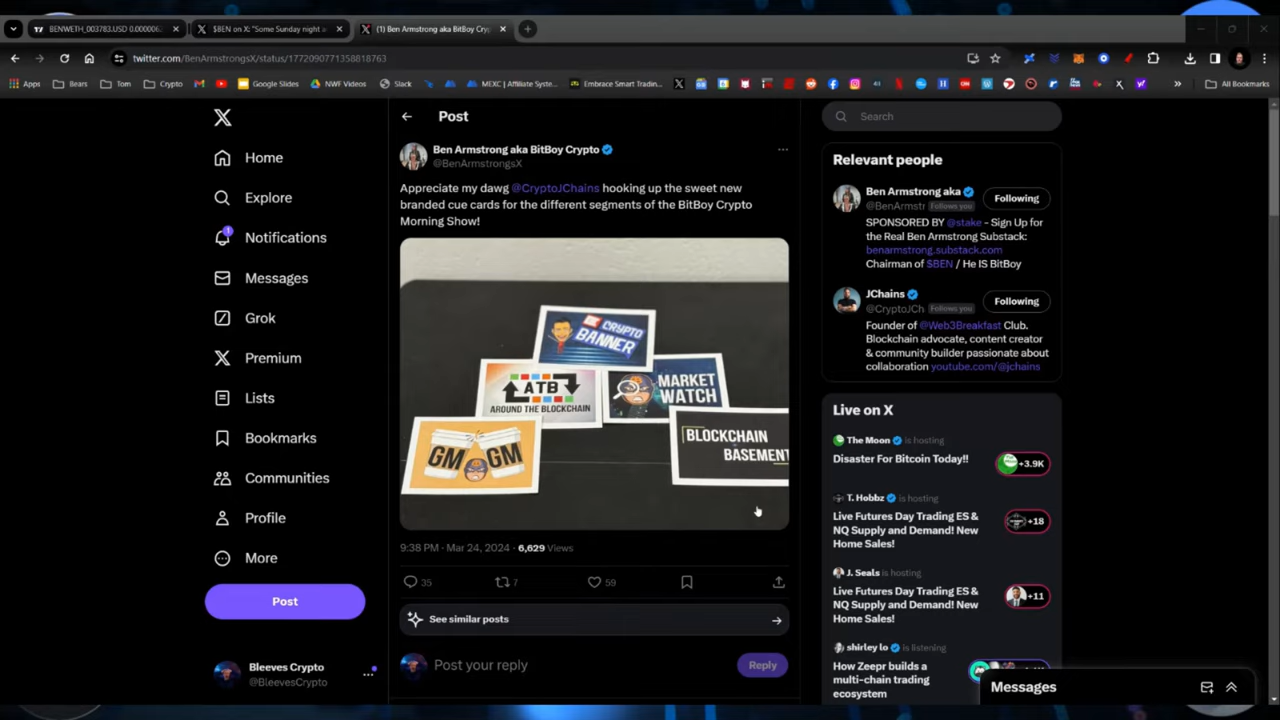 BENWETH_003783.USD 0.000006
$BEN on X: "Some Sunday night a
(1) Ben Armstrong aka BitBoy Cryp
twitter.com/BenArmstrongsX/status/1772090771358818763
Apps
Bears
Tom
Crypto
Google Slides
NWF Videos
Slack
MEXC | Affiliate Syste...
Embrace Smart Tradin...
All Bookmarks
Home
Explore
1
Notifications
Messages
Grok
Premium
Lists
Bookmarks
Communities
Profile
More
Post
Bleeves Crypto
@BleevesCrypto
Post
Ben Armstrong aka BitBoy Crypto
@BenArmstrongsX
Appreciate my dawg @CryptoJChains hooking up the sweet new
branded cue cards for the different segments of the BitBoy Crypto
Morning Show!
CRYPTO
BANNER
ATB
AROUND THE BLOCKCHAIN
MARKET
WATCH
GM GM
BLOCKCHAIN
BASEMENT
9:38 PM · Mar 24, 2024 · 6,629 Views
35
7
59
See similar posts
Post your reply
Reply
Search
Relevant people
Ben Armstrong aka
@BenArmstr Follows you
Following
SPONSORED BY @stake - Sign Up for
the Real Ben Armstrong Substack:
benarmstrong.substack.com
Chairman of $BEN / He IS BitBoy
JChains
@CryptoJCh Follows you
Following
Founder of @Web3Breakfast Club.
Blockchain advocate, content creator
& community builder passionate about
collaboration youtube.com/@jchains
Live on X
The Moon is hosting
Disaster For Bitcoin Today!!
+3.9K
T. Hobbz is hosting
Live Futures Day Trading ES &
NQ Supply and Demand! New
Home Sales!
+18
J. Seals is hosting
Live Futures Day Trading ES &
NQ Supply and Demand! New
Home Sales!
+11
shirley lo is listening
How Zeepr builds a
multi-chain trading
ecosystem
Messages